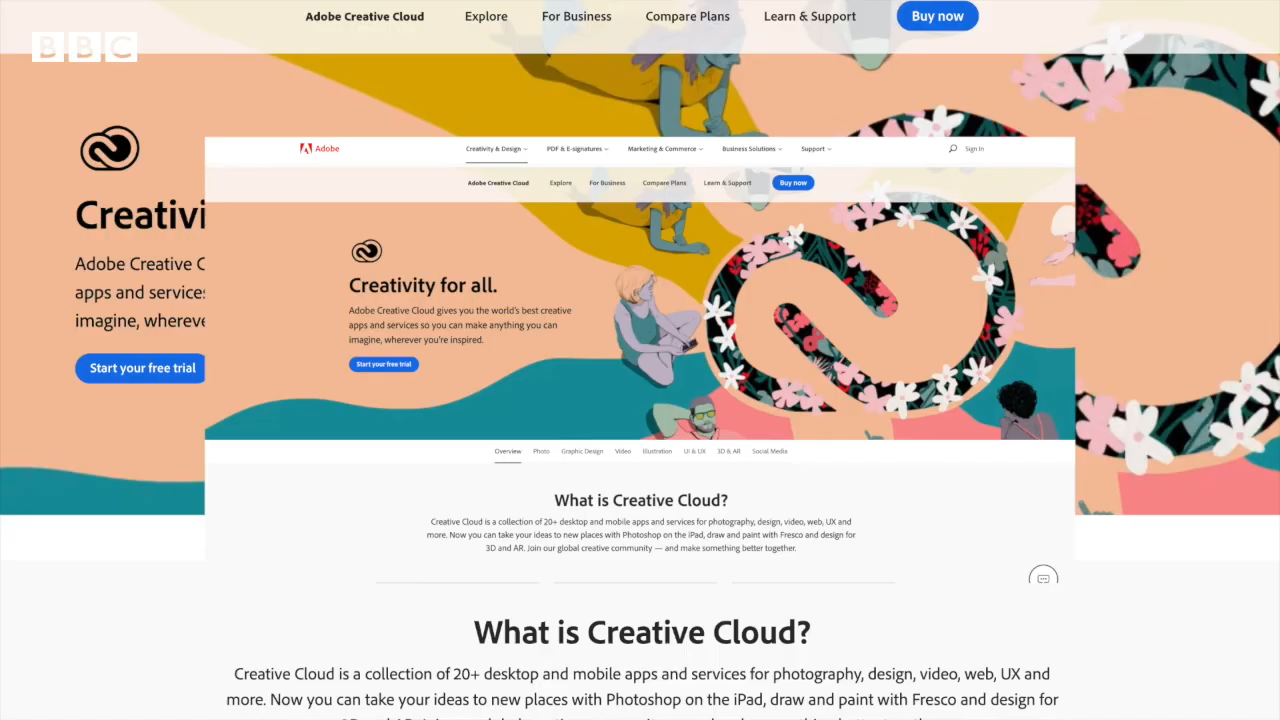 Adobe Creative Cloud Explore For Business Compare Plans Learn & Support Buy now
BBC
Adobe Creativity & Design PDF & E-signatures Marketing & Commerce Business Solutions Support Sign In
Adobe Creative Cloud Explore For Business Compare Plans Learn & Support Buy now
Creativi
Adobe Creative C
apps and services
imagine, whereve
Start your free trial
Creativity for all.
Adobe Creative Cloud gives you the world's best creative
apps and services so you can make anything you can
imagine, wherever you're inspired.
Start your free trial
Overview Photo Graphic Design Video Illustration UI & UX 3D & AR Social Media
What is Creative Cloud?
Creative Cloud is a collection of 20+ desktop and mobile apps and services for photography, design, video, web, UX and
more. Now you can take your ideas to new places with Photoshop on the iPad, draw and paint with Fresco and design for
3D and AR. Join our global creative community — and make something better together.
What is Creative Cloud?
Creative Cloud is a collection of 20+ desktop and mobile apps and services for photography, design, video, web, UX and
more. Now you can take your ideas to new places with Photoshop on the iPad, draw and paint with Fresco and design for